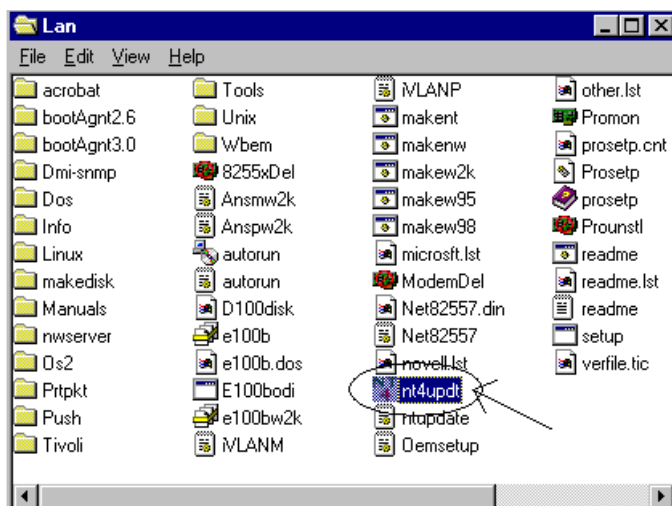 Lan
File Edit View Help
acrobat
bootAgnt2.6
bootAgnt3.0
Dmi-snmp
Dos
Info
Linux
makedisk
Manuals
nwserver
Os2
Prtpkt
Push
Tivoli
Tools
Unix
Wbem
8255xDel
Ansmw2k
Anspw2k
autorun
autorun
D100disk
e100b
e100b.dos
E100bodi
e100bw2k
iVLANM
iVLANP
makent
makenw
makew2k
makew95
makew98
microsft.lst
ModemDel
Net82557.din
Net82557
novell.lst
nt4updt
ntupdate
Oemsetup
other.lst
Promon
prosetp.cnt
Prosetp
prosetp
Prounstl
readme
readme.lst
readme
setup
verfile.tic